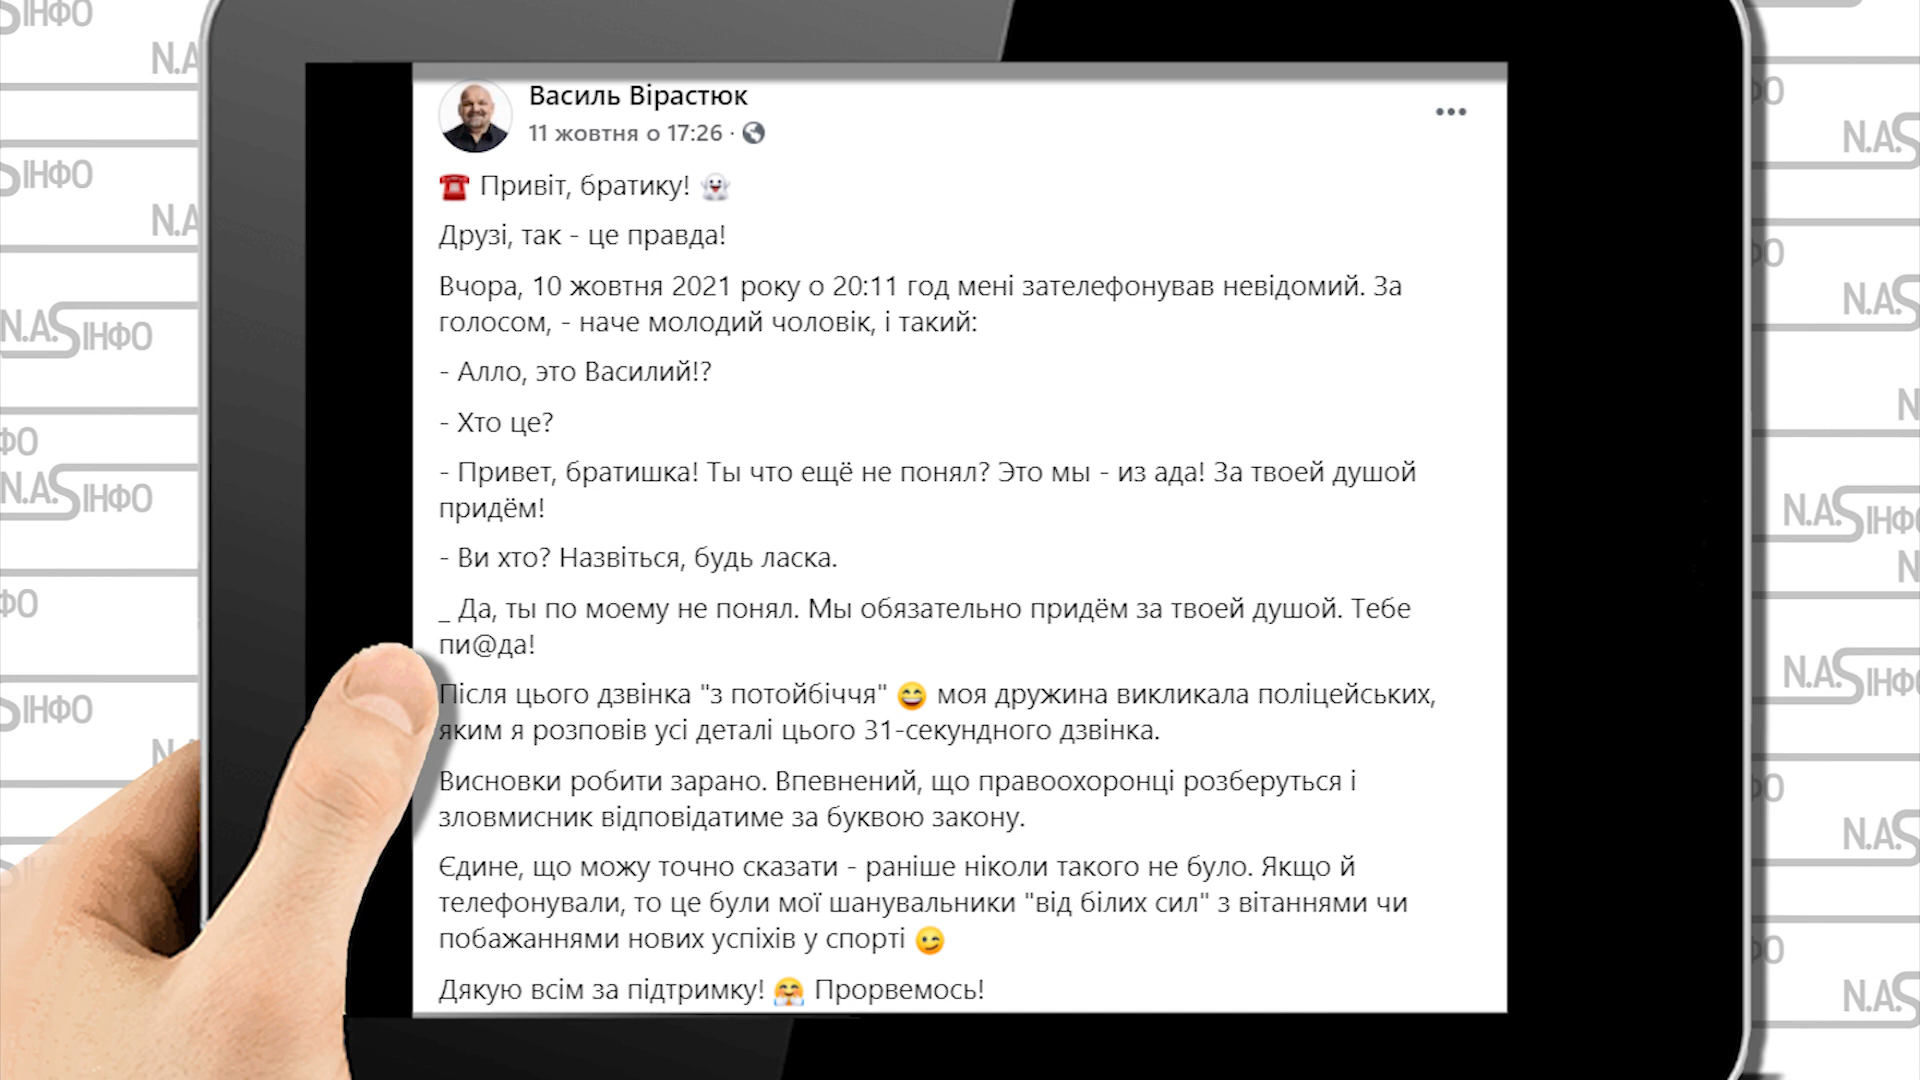 Василь Вірастюк
11 жовтня о 17:26 ·
☎️ Привіт, братику! 👻
Друзі, так - це правда!
Вчора, 10 жовтня 2021 року о 20:11 год мені зателефонував невідомий. За
голосом, - наче молодий чоловік, і такий:
- Алло, это Василий!?
- Хто це?
- Привет, братишка! Ты что ещё не понял? Это мы - из ада! За твоей душой
придём!
- Ви хто? Назвіться, будь ласка.
_ Да, ты по моему не понял. Мы обязательно придём за твоей душой. Тебе
пи@да!
Після цього дзвінка "з потойбіччя" 😄 моя дружина викликала поліцейських,
яким я розповів усі деталі цього 31-секундного дзвінка.
Висновки робити зарано. Впевнений, що правоохоронці розберуться і
зловмисник відповідатиме за буквою закону.
Єдине, що можу точно сказати - раніше ніколи такого не було. Якщо й
телефонували, то це були мої шанувальники "від білих сил" з вітаннями чи
побажаннями нових успіхів у спорті 😉
Дякую всім за підтримку! 🤗 Прорвемось!
N.A.SІНФО
N.A.SІНФО
N.A.SІНФО
N.A.SІНФО